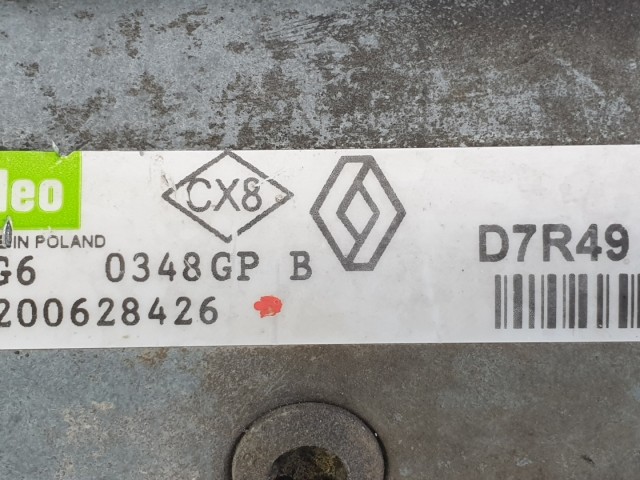 leo
CX8
IN POLAND
D7R49
G6 0348GP B
200628426